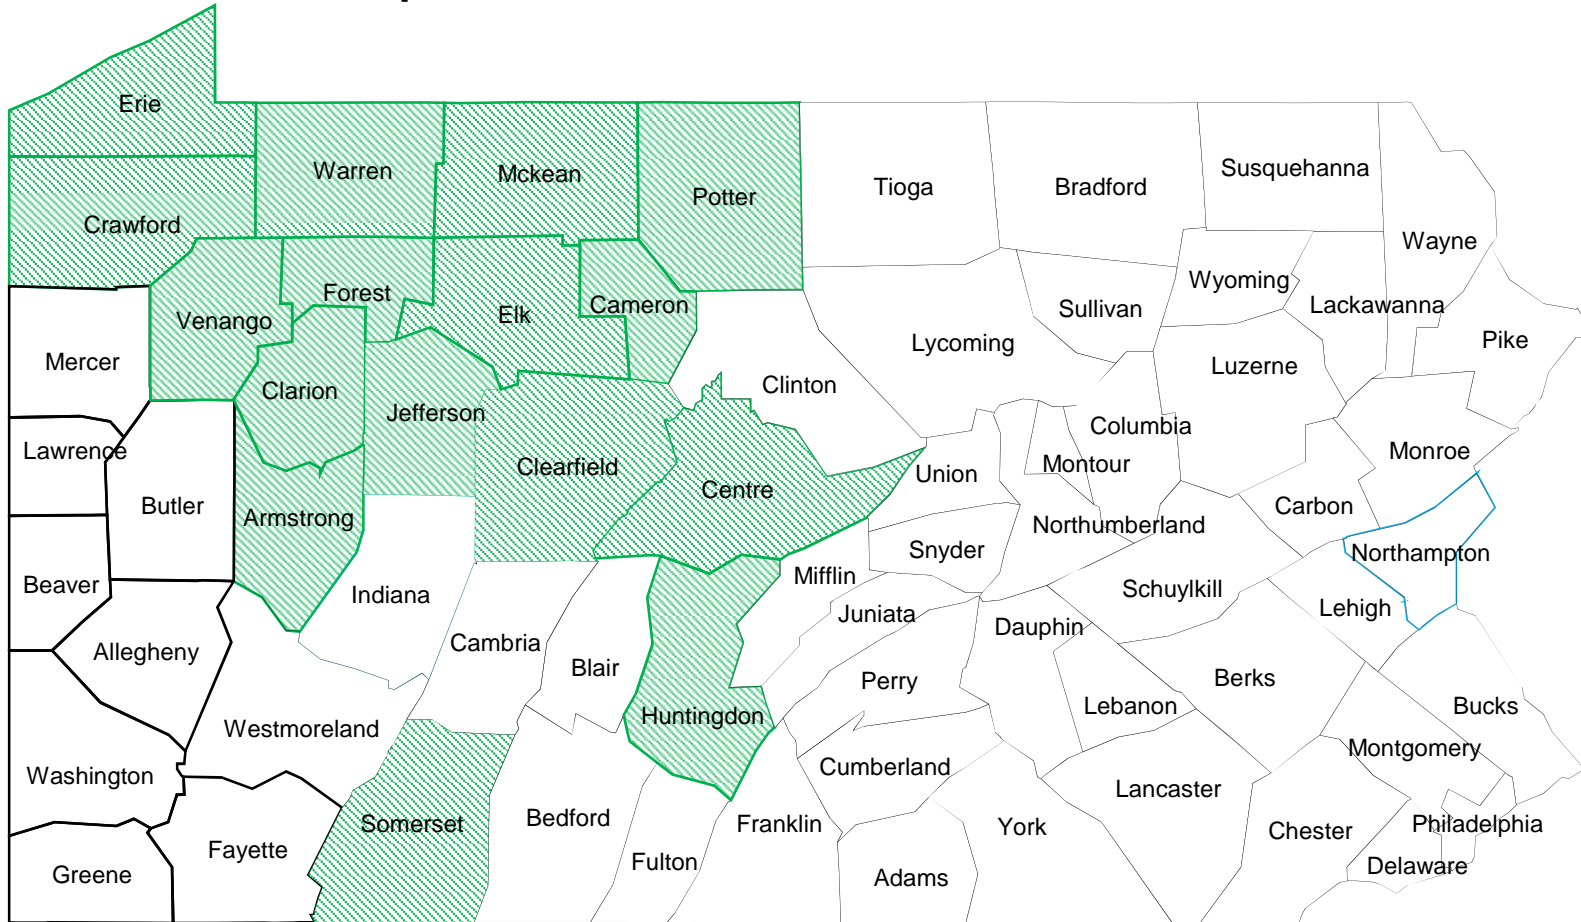 Erie
Warren
Mckean
Potter
Tioga
Bradford
Susquehanna
Crawford
Wayne
Venango
Forest
Elk
Cameron
Sullivan
Wyoming
Lackawanna
Mercer
Lycoming
Pike
Clarion
Jefferson
Clinton
Luzerne
Lawrence
Columbia
Butler
Armstrong
Clearfield
Centre
Union
Montour
Monroe
Carbon
Northumberland
Snyder
Northampton
Beaver
Indiana
Mifflin
Juniata
Schuylkill
Lehigh
Allegheny
Cambria
Blair
Dauphin
Perry
Berks
Westmoreland
Huntingdon
Lebanon
Bucks
Washington
Cumberland
Montgomery
Lancaster
Somerset
Bedford
Franklin
York
Chester
Philadelphia
Greene
Fayette
Fulton
Adams
Delaware